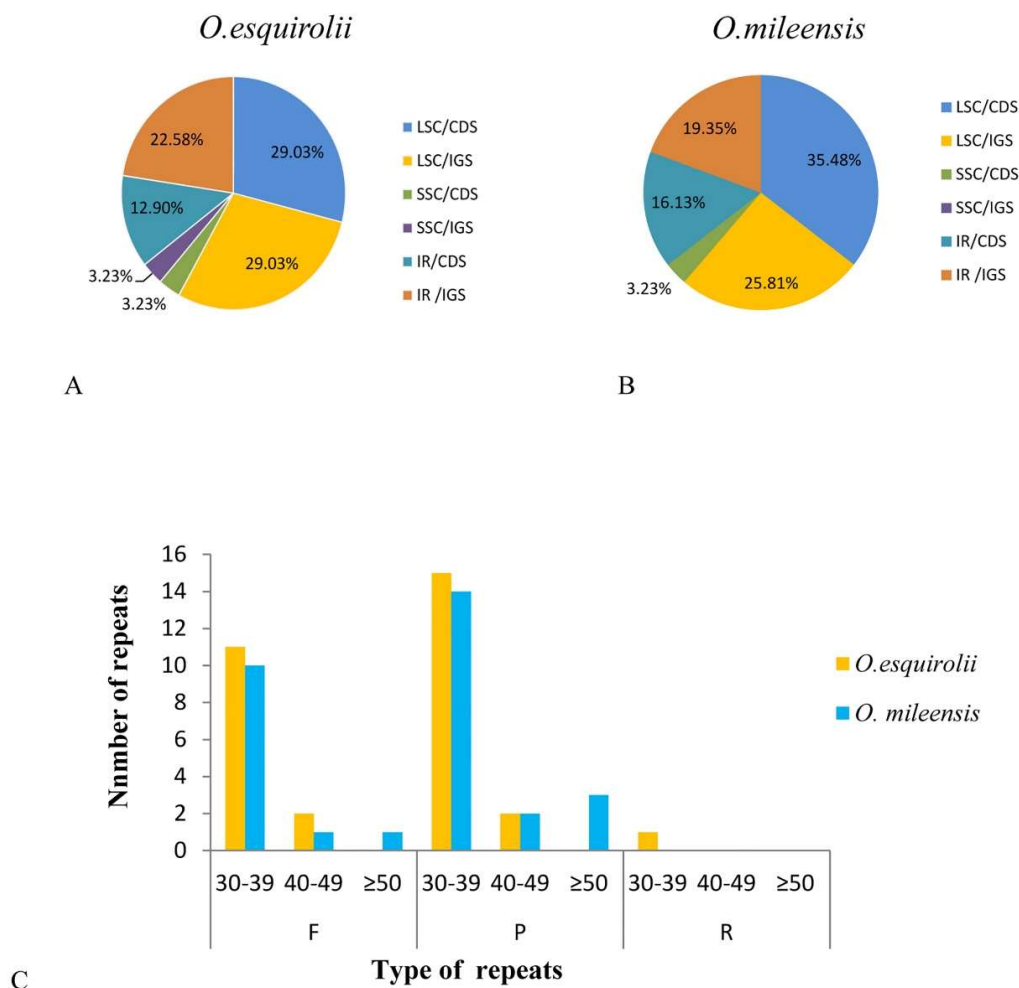 O.esquirolii
22.58%
29.03%
12.90%
29.03%
3.23%
3.23%
LSC/CDS
LSC/IGS
SSC/CDS
SSC/IGS
IR/CDS
IR /IGS
A
O.mileensis
19.35%
35.48%
16.13%
3.23%
25.81%
LSC/CDS
LSC/IGS
SSC/CDS
SSC/IGS
IR/CDS
IR /IGS
B
Nnmber of repeats
16
14
12
10
8
6
4
2
0
30-39 40-49 ≥50 30-39 40-49 ≥50 30-39 40-49 ≥50
F P R
Type of repeats
O.esquirolii
O. mileensis
C